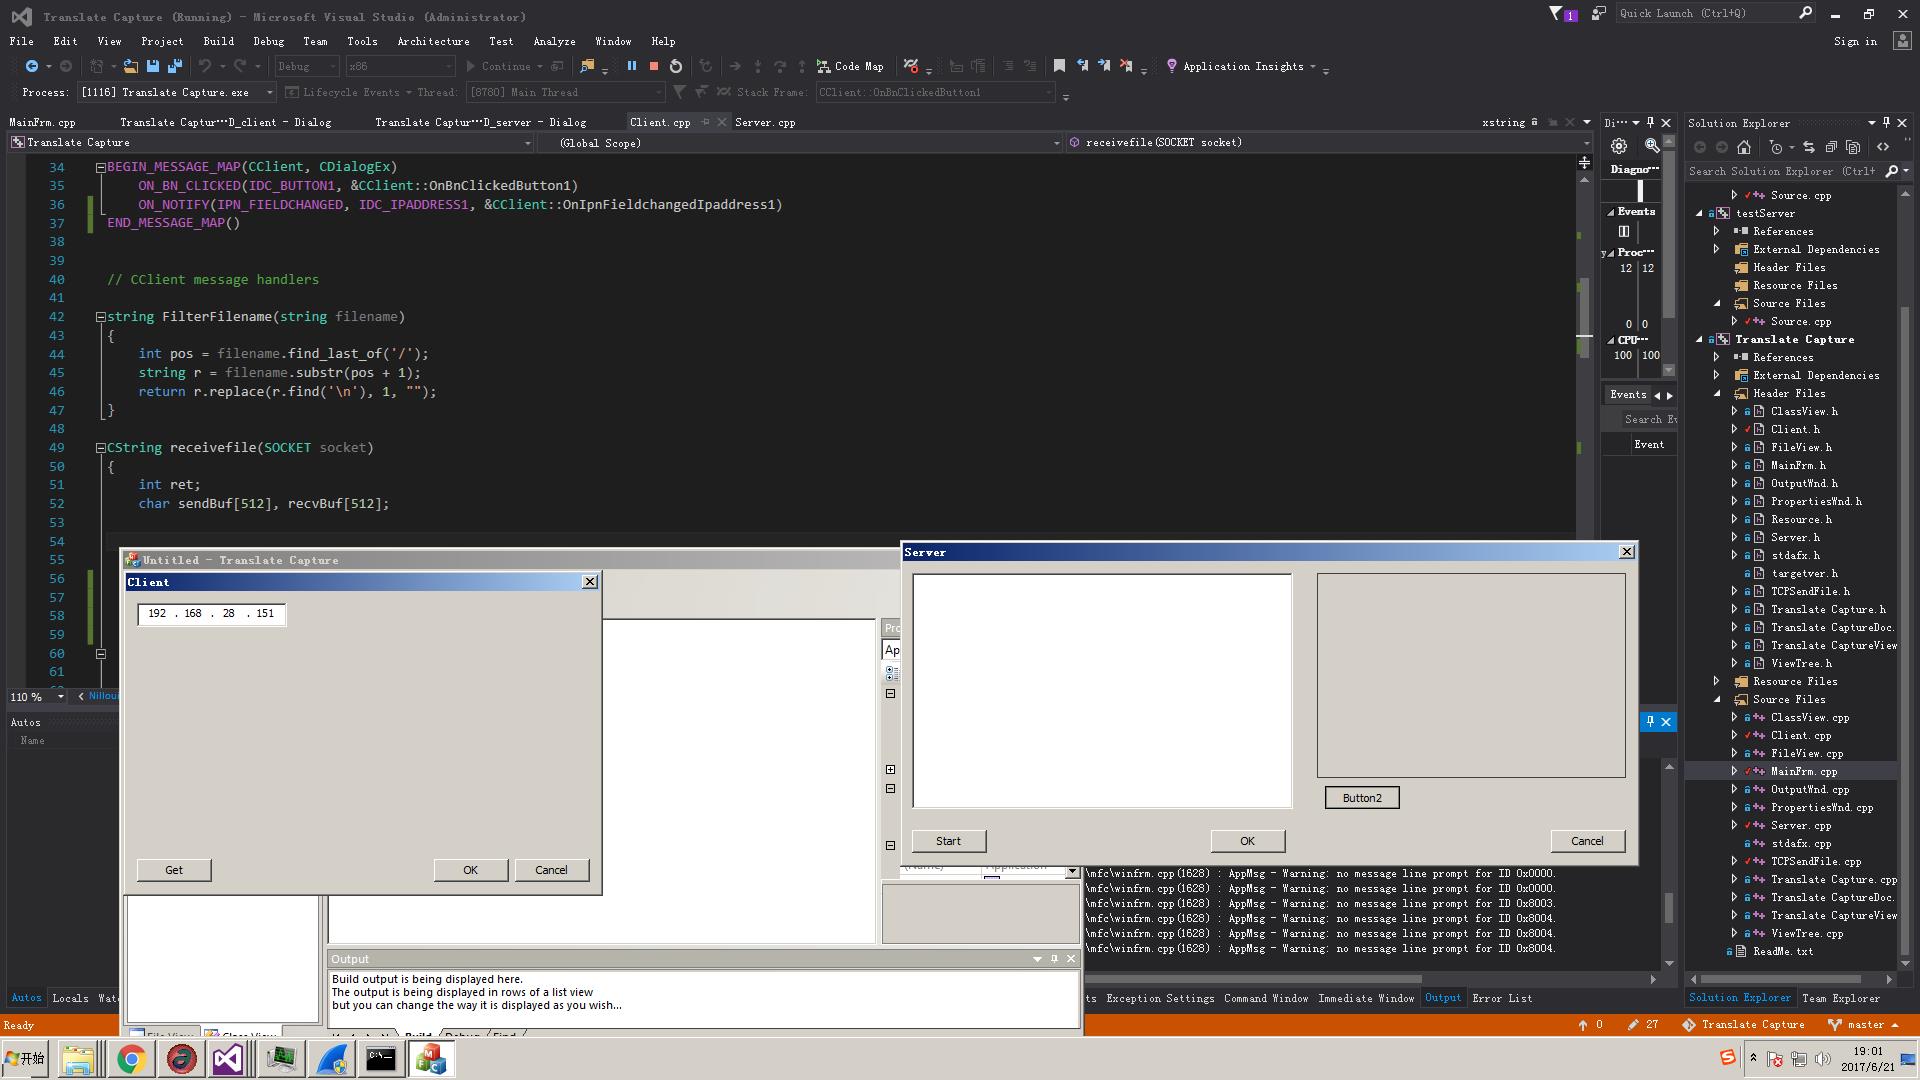 Translate Capture (Running) - Microsoft Visual Studio (Administrator)
1
Quick Launch (Ctrl+Q)
File Edit View Project Build Debug Team Tools Architecture Test Analyze Window Help
Sign in
Debug x86 Continue Code Map Application Insights
Process: [1116] Translate Capture.exe Lifecycle Events Thread: [8780] Main Thread Stack Frame: CClient::OnBnClickedButton1
MainFrm.cpp Translate Captur···D_client - Dialog Translate Captur···D_server - Dialog Client.cpp Server.cpp xstring
Translate Capture (Global Scope) receivefile(SOCKET socket)
34 BEGIN_MESSAGE_MAP(CClient, CDialogEx)
35 ON_BN_CLICKED(IDC_BUTTON1, &CClient::OnBnClickedButton1)
36 ON_NOTIFY(IPN_FIELDCHANGED, IDC_IPADDRESS1, &CClient::OnIpnFieldchangedIpaddress1)
37 END_MESSAGE_MAP()
38
39
40 // CClient message handlers
41
42 string FilterFilename(string filename)
43 {
44 int pos = filename.find_last_of('/');
45 string r = filename.substr(pos + 1);
46 return r.replace(r.find('\n'), 1, "");
47 }
48
49 CString receivefile(SOCKET socket)
50 {
51 int ret;
52 char sendBuf[512], recvBuf[512];
53
54
55
56
57
58
59
60
61
110 %
Autos
Name
Autos Locals
Ready
Untitled - Translate Capture
Client
192 . 168 . 28 . 151
Get OK Cancel
Output
Build output is being displayed here.
The output is being displayed in rows of a list view
but you can change the way it is displayed as you wish...
Server
Button2
Start OK Cancel
\mfc\winfrm.cpp(1628) : AppMsg - Warning: no message line prompt for ID 0x0000.
\mfc\winfrm.cpp(1628) : AppMsg - Warning: no message line prompt for ID 0x0000.
\mfc\winfrm.cpp(1628) : AppMsg - Warning: no message line prompt for ID 0x8003.
\mfc\winfrm.cpp(1628) : AppMsg - Warning: no message line prompt for ID 0x8004.
\mfc\winfrm.cpp(1628) : AppMsg - Warning: no message line prompt for ID 0x8004.
\mfc\winfrm.cpp(1628) : AppMsg - Warning: no message line prompt for ID 0x8004.
Exception Settings Command Window Immediate Window Output Error List
Di···
Diagno···
Events
Proc···
12 12
0 0
CPU···
100 100
Events
Search Ev
Event
Solution Explorer
Search Solution Explorer (Ctrl+
Source.cpp
testServer
References
External Dependencies
Header Files
Resource Files
Source Files
Source.cpp
Translate Capture
References
External Dependencies
Header Files
ClassView.h
Client.h
FileView.h
MainFrm.h
OutputWnd.h
PropertiesWnd.h
Resource.h
Server.h
stdafx.h
targetver.h
TCPSendFile.h
Translate Capture.h
Translate CaptureDoc.
Translate CaptureView
ViewTree.h
Resource Files
Source Files
ClassView.cpp
Client.cpp
FileView.cpp
MainFrm.cpp
OutputWnd.cpp
PropertiesWnd.cpp
Server.cpp
stdafx.cpp
TCPSendFile.cpp
Translate Capture.cpp
Translate CaptureDoc.
Translate CaptureView
ViewTree.cpp
ReadMe.txt
Solution Explorer Team Explorer
0 27 Translate Capture master
开始
19:01
2017/6/21